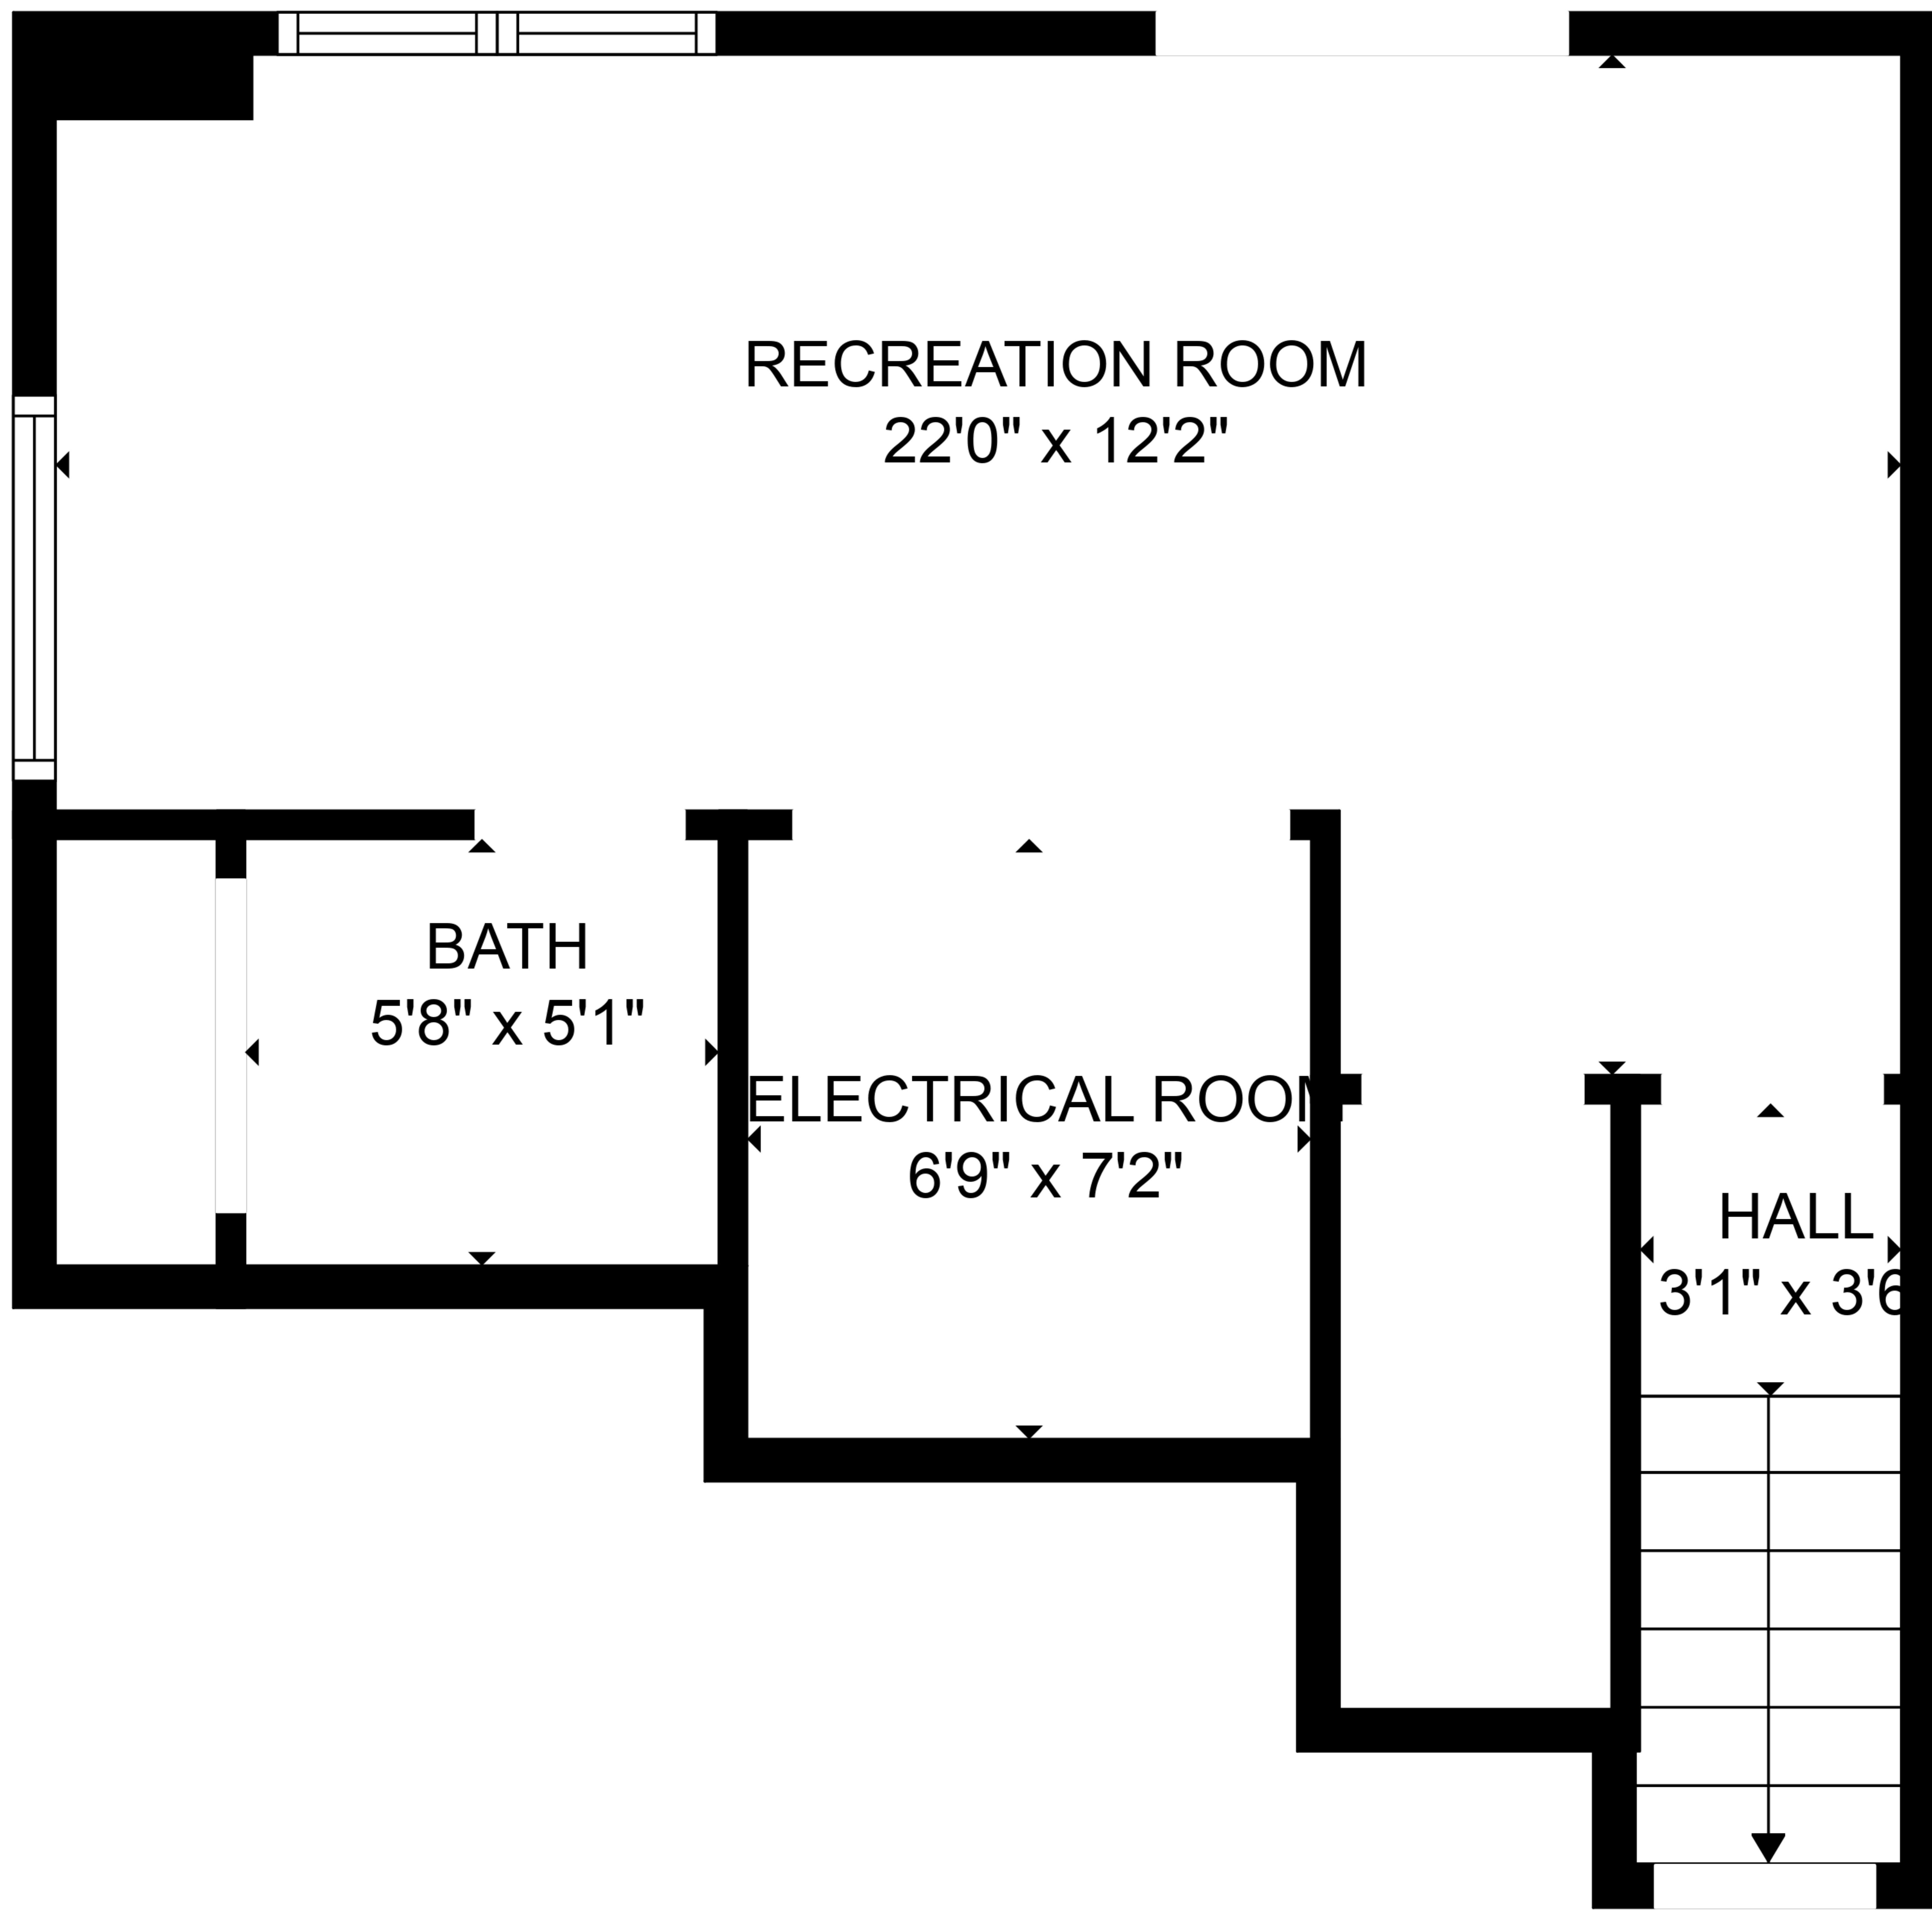 RECREATION ROOM
22'0" x 12'2"
BATH
5'8" x 5'1"
ELECTRICAL ROOM
6'9" x 7'2"
HALL
3'1" x 3'6